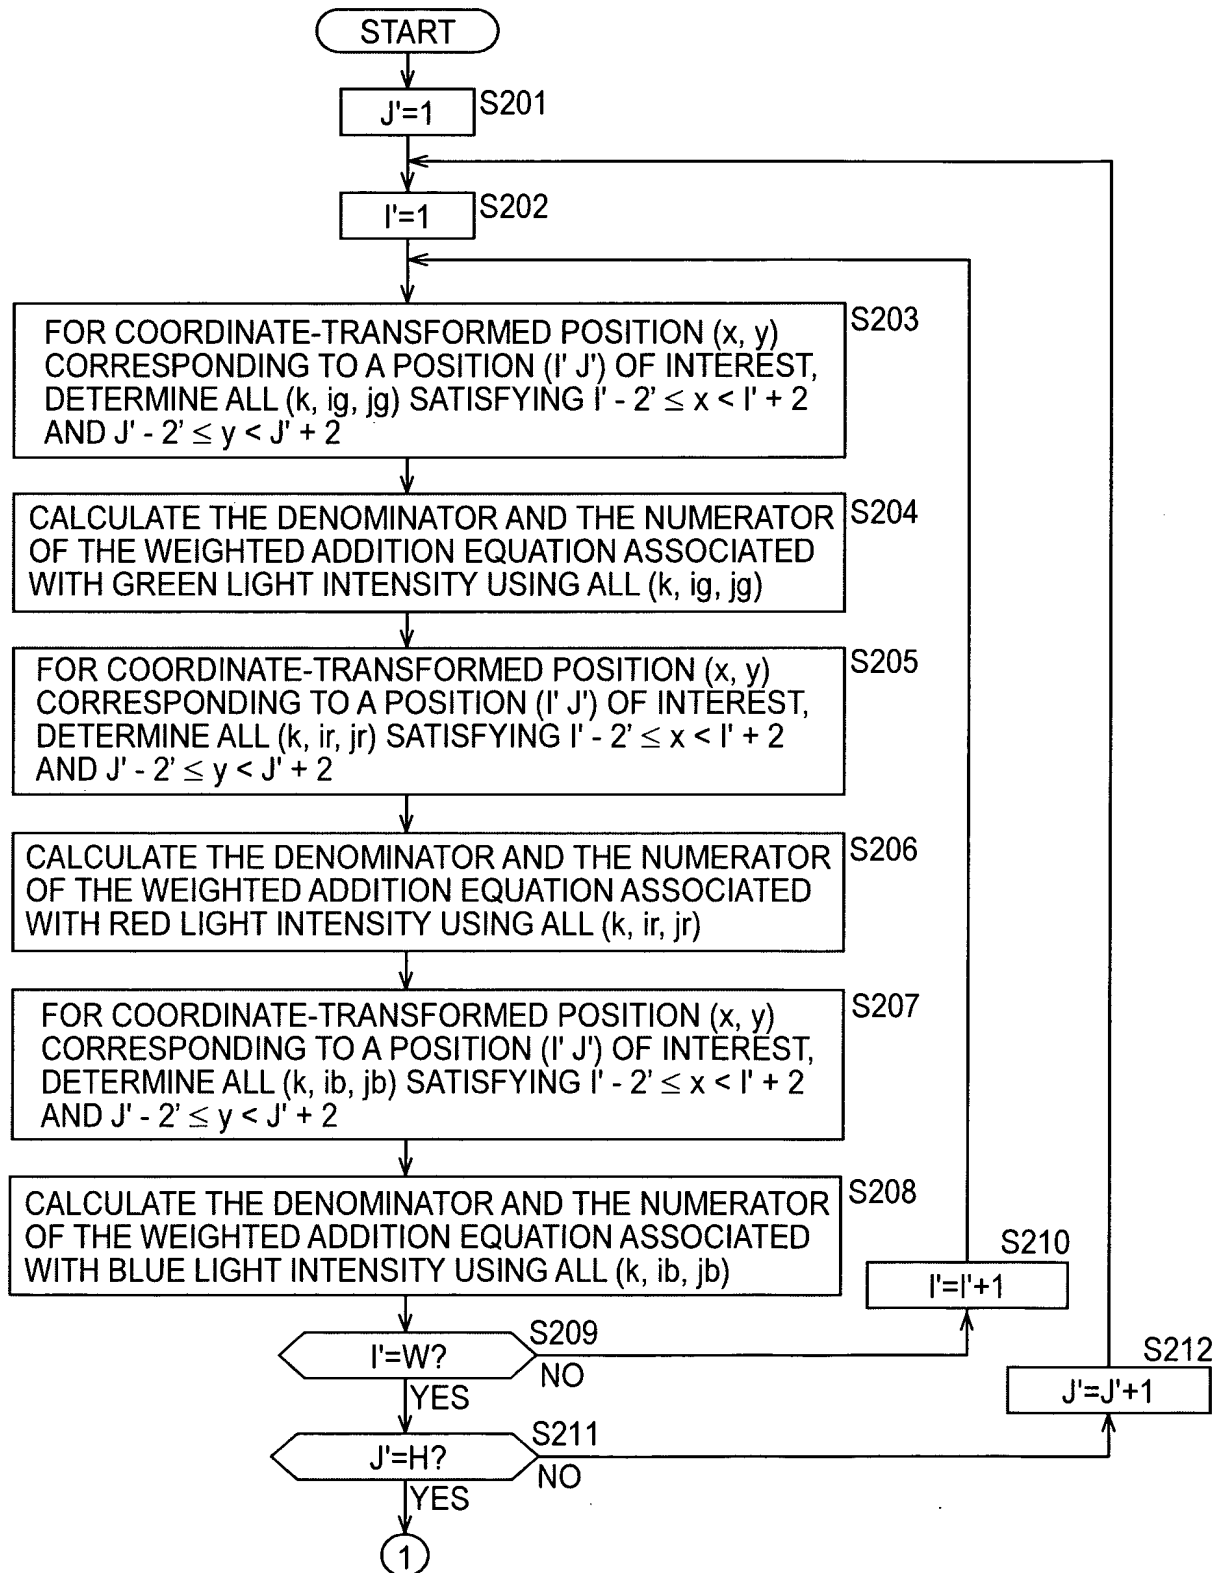 START
J'=1
S201
I'=1
S202
FOR COORDINATE-TRANSFORMED POSITION (x, y)
CORRESPONDING TO A POSITION (I' J') OF INTEREST,
DETERMINE ALL (k, ig, jg) SATISFYING I' - 2' ≤ x < I' + 2
AND J' - 2' ≤ y < J' + 2
S203
CALCULATE THE DENOMINATOR AND THE NUMERATOR
OF THE WEIGHTED ADDITION EQUATION ASSOCIATED
WITH GREEN LIGHT INTENSITY USING ALL (k, ig, jg)
S204
FOR COORDINATE-TRANSFORMED POSITION (x, y)
CORRESPONDING TO A POSITION (I' J') OF INTEREST,
DETERMINE ALL (k, ir, jr) SATISFYING I' - 2' ≤ x < I' + 2
AND J' - 2' ≤ y < J' + 2
S205
CALCULATE THE DENOMINATOR AND THE NUMERATOR
OF THE WEIGHTED ADDITION EQUATION ASSOCIATED
WITH RED LIGHT INTENSITY USING ALL (k, ir, jr)
S206
FOR COORDINATE-TRANSFORMED POSITION (x, y)
CORRESPONDING TO A POSITION (I' J') OF INTEREST,
DETERMINE ALL (k, ib, jb) SATISFYING I' - 2' ≤ x < I' + 2
AND J' - 2' ≤ y < J' + 2
S207
CALCULATE THE DENOMINATOR AND THE NUMERATOR
OF THE WEIGHTED ADDITION EQUATION ASSOCIATED
WITH BLUE LIGHT INTENSITY USING ALL (k, ib, jb)
S208
S210
I'=I'+1
I'=W?
S209
NO
YES
S212
J'=J'+1
J'=H?
S211
NO
YES
1